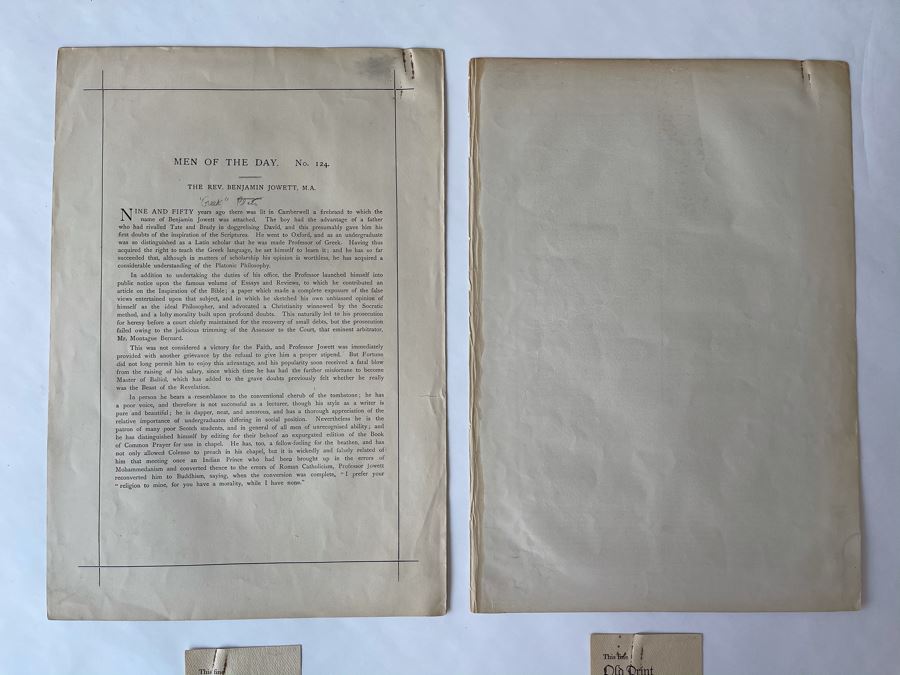 MEN OF THE DAY. No. 124.
THE REV. BENJAMIN JOWETT, M.A.
"Greek"
NINE AND FIFTY years ago there was lit in Camberwell a firebrand to which the
name of Benjamin Jowett was attached. The boy had the advantage of a father
who had rivalled Tate and Brady in doggrelising David, and this presumably gave him his
first doubts of the inspiration of the Scriptures. He went to Oxford, and as an undergraduate
was so distinguished as a Latin scholar that he was made Professor of Greek. Having thus
acquired the right to teach the Greek language, he set himself to learn it; and he has so far
succeeded that, although in matters of scholarship his opinion is worthless, he has acquired a
considerable understanding of the Platonic Philosophy.
In addition to undertaking the duties of his office, the Professor launched himself into
public notice upon the famous volume of Essays and Reviews, to which he contributed an
article on the Inspiration of the Bible; a paper which made a complete exposure of the false
views entertained upon that subject, and in which he sketched his own unbiassed opinion of
himself as the ideal Philosopher, and advocated a Christianity winnowed by the Socratic
method, and a lofty morality built upon profound doubts. This naturally led to his prosecution
for heresy before a court chiefly maintained for the recovery of small debts, but the prosecution
failed owing to the judicious trimming of the Assessor to the Court, that eminent arbitrator,
Mr. Montague Bernard.
This was not considered a victory for the Faith, and Professor Jowett was immediately
provided with another grievance by the refusal to give him a proper stipend. But Fortune
did not long permit him to enjoy this advantage, and his popularity soon received a fatal blow
from the raising of his salary, since which time he has had the further misfortune to become
Master of Balliol, which has added to the grave doubts previously felt whether he really
was the Beast of the Revelation.
In person he bears a resemblance to the conventional cherub of the tombstone; he has
a poor voice, and therefore is not successful as a lecturer, though his style as a writer is
pure and beautiful; he is dapper, neat, and amorous, and has a thorough appreciation of the
relative importance of undergraduates differing in social position. Nevertheless he is the
patron of many poor Scotch students, and in general of all men of unrecognised ability; and
he has distinguished himself by editing for their behoof an expurgated edition of the Book
of Common Prayer for use in chapel. He has, too, a fellow-feeling for the heathen, and has
not only allowed Colenso to preach in his chapel, but it is wickedly and falsely related of
him that meeting once an Indian Prince who had been brought up in the errors of
Mohammedanism and converted thence to the errors of Roman Catholicism, Professor Jowett
reconverted him to Buddhism, saying, when the conversion was complete, "I prefer your
"religion to mine, for you have a morality, while I have none."
This fine
This fine
Old Print